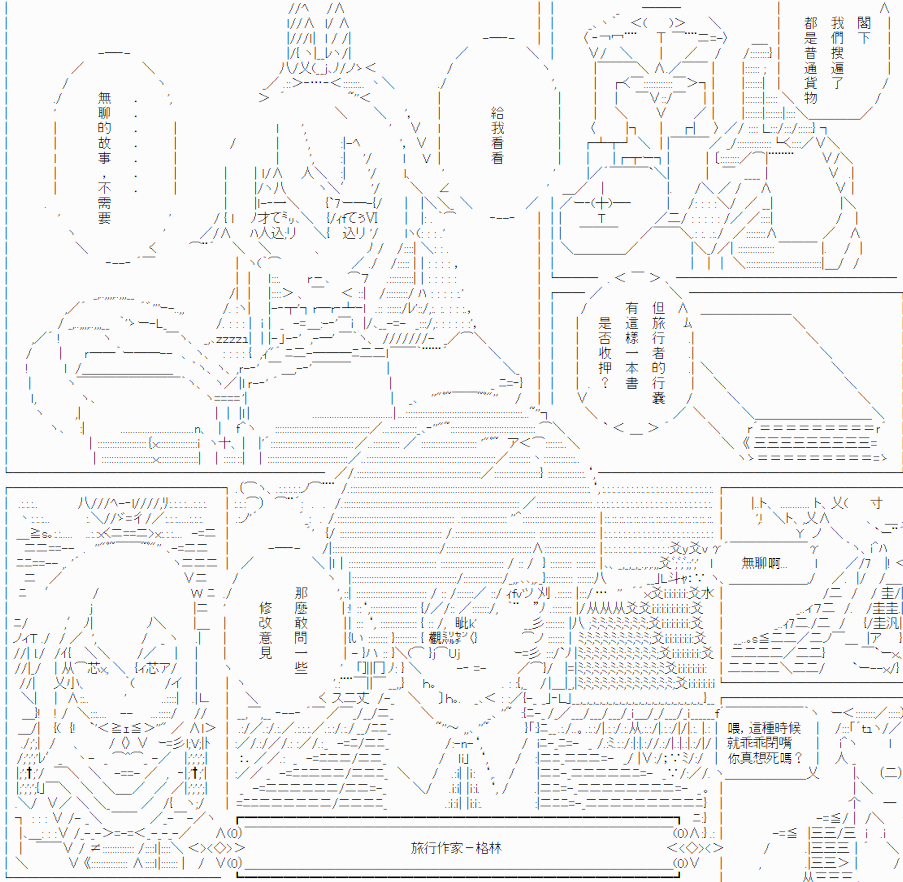 閣下
我們搜遍了
都是普通貨物
給我看看
.......
無聊的故事，不需要
但旅行者的行囊
有這樣一本書
是否收押？
無聊啊...
那麼敢問一些
修改意見
喂，這種時候
就乖乖閉嘴
你真想死嗎？
旅行作家－格林